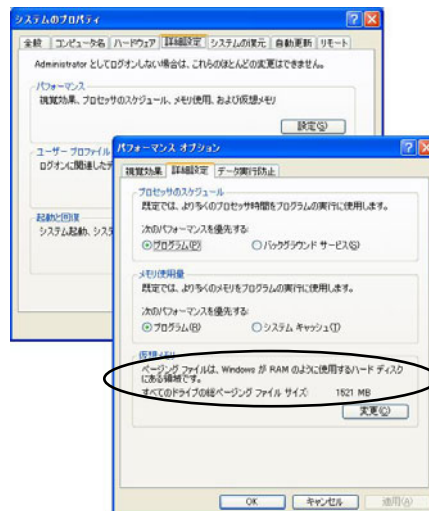 システムのプロパティ
全般 コンピュータ名 ハードウェア 詳細設定 システムの復元 自動更新 リモート
Administrator としてログオンしない場合は、これらのほとんどの変更はできません。
パフォーマンス
視覚効果、プロセッサのスケジュール、メモリ使用、および仮想メモリ
設定(S)
ユーザー プロファイル
ログオンに関連した
起動と回復
システム起動、シス
パフォーマンス オプション
視覚効果 詳細設定 データ実行防止
プロセッサのスケジュール
既定では、より多くのプロセッサ時間をプログラムの実行に使用します。
次のパフォーマンスを優先する:
プログラム(P) バックグラウンド サービス(S)
メモリ使用量
既定では、より多くのメモリをプログラムの実行に使用します。
次のパフォーマンスを優先する:
プログラム(R) システム キャッシュ(T)
仮想メモリ
ページング ファイルは、Windows が RAM のように使用するハード ディスク
にある領域です。
すべてのドライブの総ページング ファイル サイズ: 1521 MB
変更(C)
OK キャンセル 適用(A)